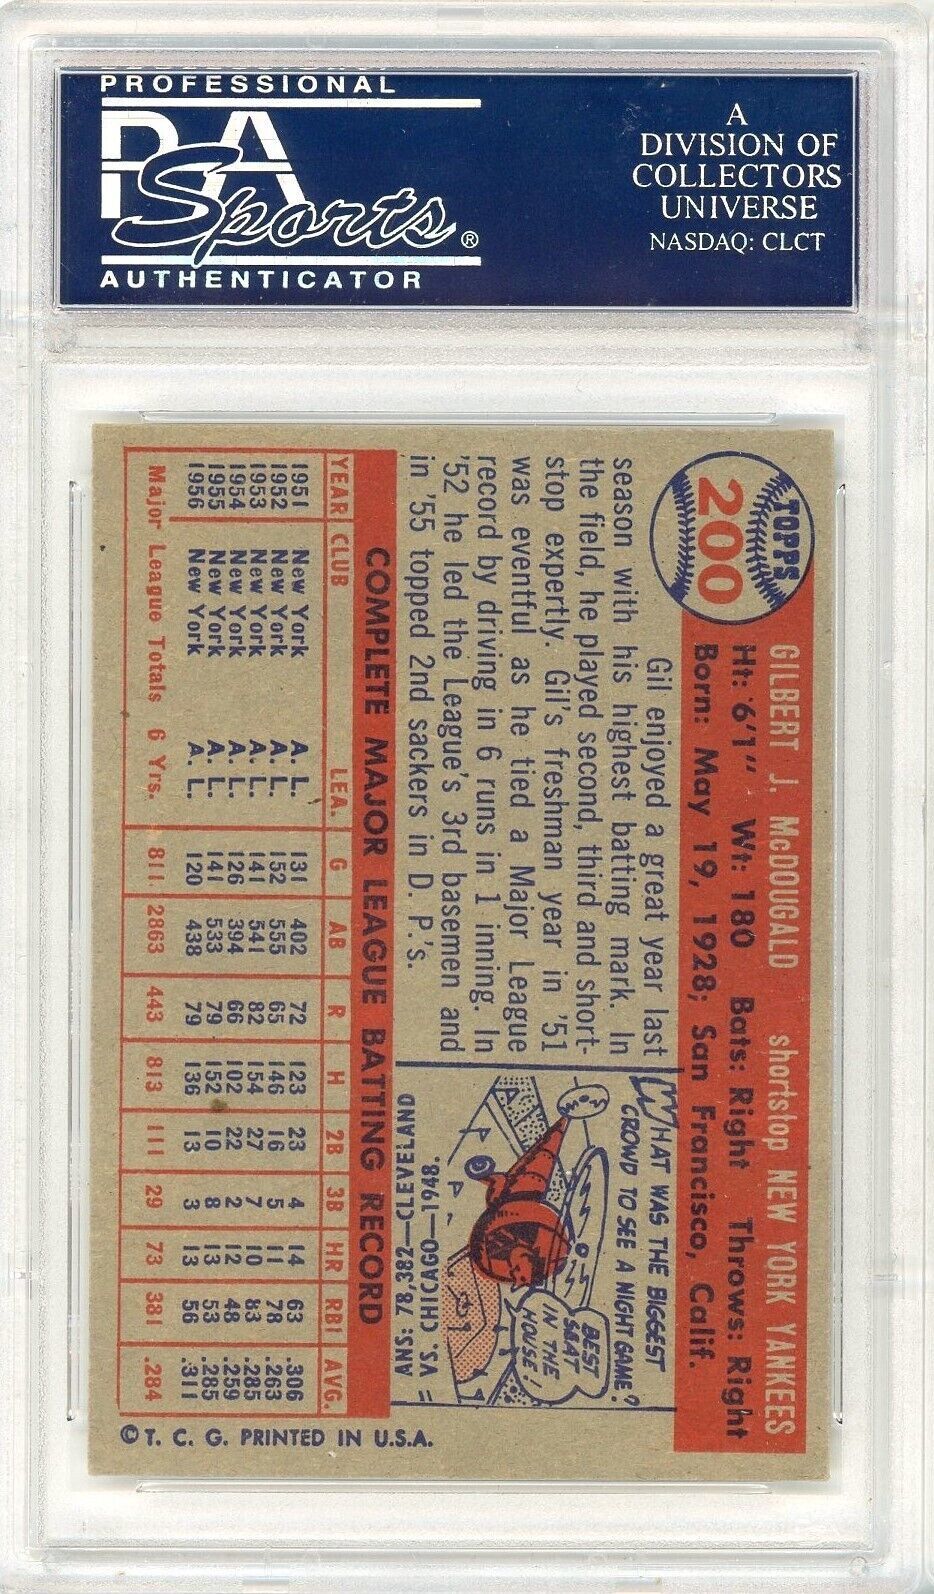 PROFESSIONAL
PSA
Sports®
AUTHENTICATOR
A
DIVISION OF
COLLECTORS
UNIVERSE
NASDAQ: CLCT
TOPPS
200
GILBERT J. McDOUGALD shortstop NEW YORK YANKEES
Ht: 6'1" Wt: 180 Bats: Right Throws: Right
Born: May 19, 1928; San Francisco, Calif.
Gil enjoyed a great year last
season with his highest batting mark. In
the field, he played second, third and short-
stop expertly. Gil's freshman year in '51
was eventful as he tied a Major League
record by driving in 6 runs in 1 inning. In
'52 he led the League's 3rd basemen and
in '55 topped 2nd sackers in D. P.'s.
WHAT WAS THE BIGGEST
CROWD TO SEE A NIGHT GAME?
BEST
SEAT
IN THE
HOUSE!
ANS: 78,382—CLEVELAND
VS. CHICAGO—1948.
COMPLETE MAJOR LEAGUE BATTING RECORD
YEAR CLUB LEA. G AB R H 2B 3B HR RBI AVG.
1951 New York A. L. 131 402 72 123 23 4 14 63 .306
1952 New York A. L. 152 555 65 146 16 5 11 78 .263
1953 New York A. L. 141 541 82 154 27 7 10 83 .285
1954 New York A. L. 126 394 66 102 22 2 12 48 .259
1955 New York A. L. 141 533 79 152 10 8 13 53 .285
1956 New York A. L. 120 438 79 136 13 3 13 56 .311
Major League Totals 6 Yrs. 811 2863 443 813 111 29 73 381 .284
© T. C. G. PRINTED IN U.S.A.